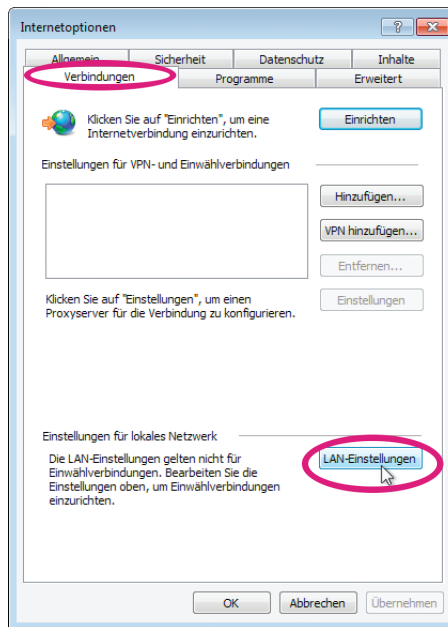 Internetoptionen
Allgemein Sicherheit Datenschutz Inhalte
Verbindungen Programme Erweitert
Klicken Sie auf "Einrichten", um eine
Internetverbindung einzurichten.
Einrichten
Einstellungen für VPN- und Einwählverbindungen
Hinzufügen...
VPN hinzufügen...
Entfernen...
Klicken Sie auf "Einstellungen", um einen
Proxyserver für die Verbindung zu konfigurieren.
Einstellungen
Einstellungen für lokales Netzwerk
Die LAN-Einstellungen gelten nicht für
Einwählverbindungen. Bearbeiten Sie die
Einstellungen oben, um Einwählverbindungen
einzurichten.
LAN-Einstellungen
OK Abbrechen Übernehmen